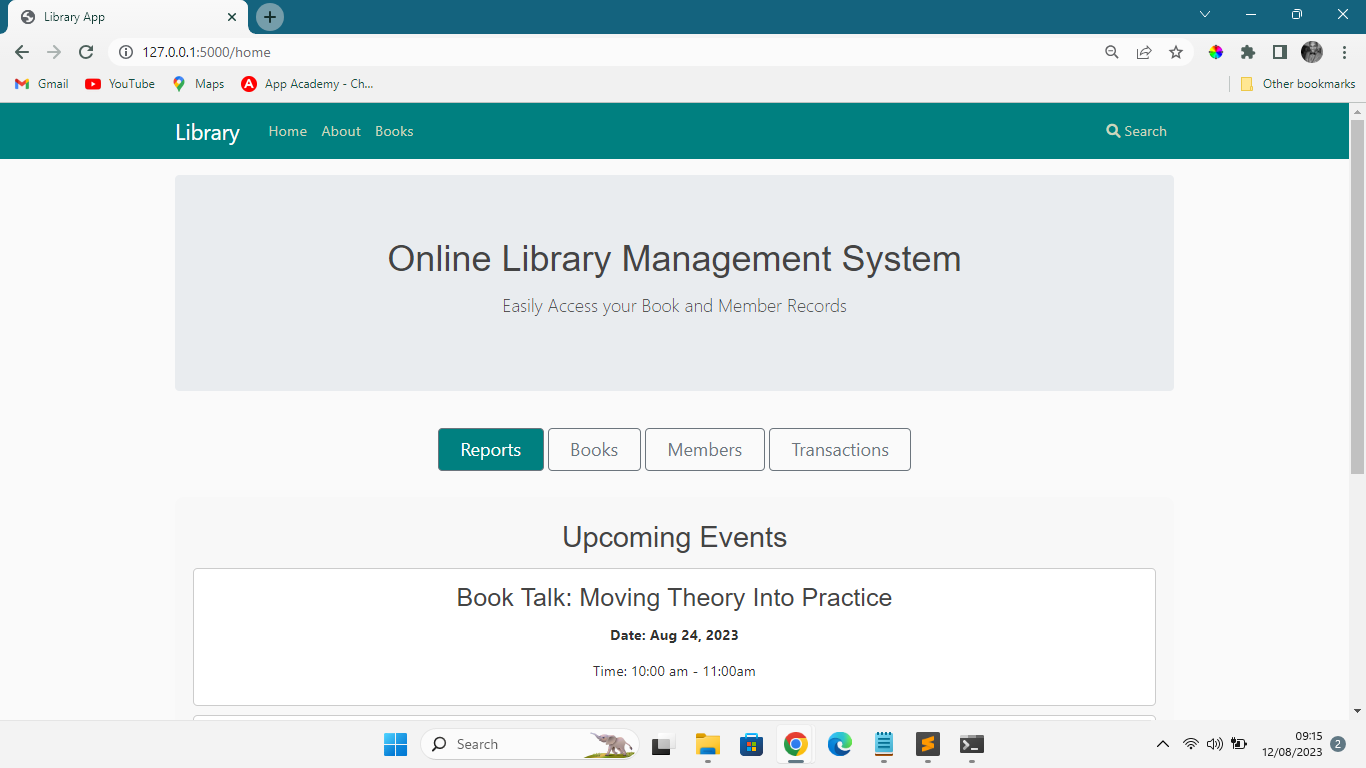 Library App
127.0.0.1:5000/home
Gmail YouTube Maps App Academy - Ch... Other bookmarks
Library Home About Books Search
Online Library Management System
Easily Access your Book and Member Records
Reports Books Members Transactions
Upcoming Events
Book Talk: Moving Theory Into Practice
Date: Aug 24, 2023
Time: 10:00 am - 11:00am
Search
09:15
12/08/2023
2